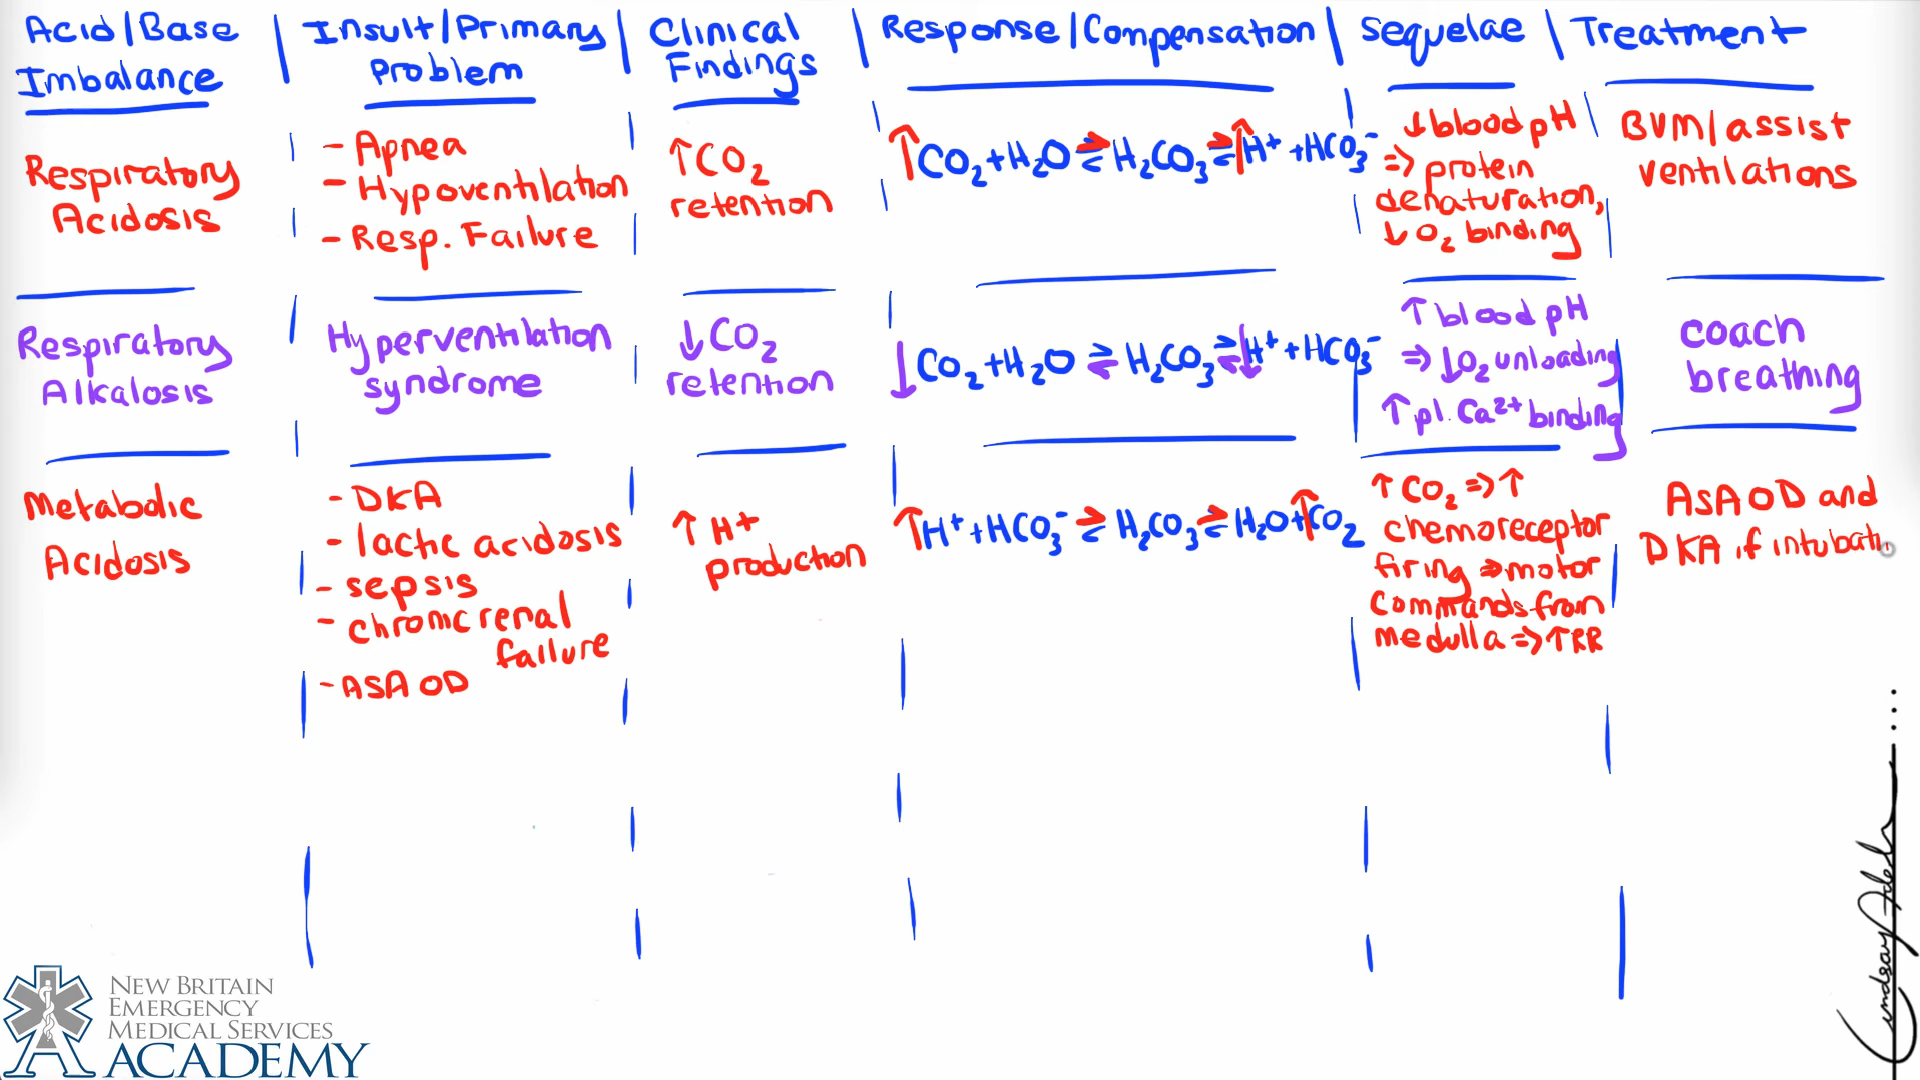 Acid/Base Imbalance | Insult/Primary Problem | Clinical Findings | Response/Compensation | Sequelae | Treatment
Respiratory
Acidosis
- Apnea
- Hypoventilation
- Resp. Failure
↑CO₂
retention
↑CO₂+H₂O ⇌ H₂CO₃ ⇌ ↑H⁺ + HCO₃⁻
↓blood pH
⇒ protein
denaturation,
↓O₂ binding
BVM/assist
ventilations
Respiratory
Alkalosis
Hyperventilation
syndrome
↓CO₂
retention
↓CO₂+H₂O ⇌ H₂CO₃ ⇌ ↓H⁺ + HCO₃⁻
↑blood pH
⇒ ↓O₂ unloading
↑pl. Ca²⁺ binding
coach
breathing
Metabolic
Acidosis
- DKA
- lactic acidosis
- sepsis
- chronic renal
failure
- ASA OD
↑ H⁺
production
↑H⁺+HCO₃⁻ ⇌ H₂CO₃ ⇌ H₂O+↑CO₂
↑CO₂ ⇒ ↑
chemoreceptor
firing ⇒ motor
commands from
medulla ⇒ ↑RR
ASA OD and
DKA if intubati
NEW BRITAIN
EMERGENCY
MEDICAL SERVICES
ACADEMY